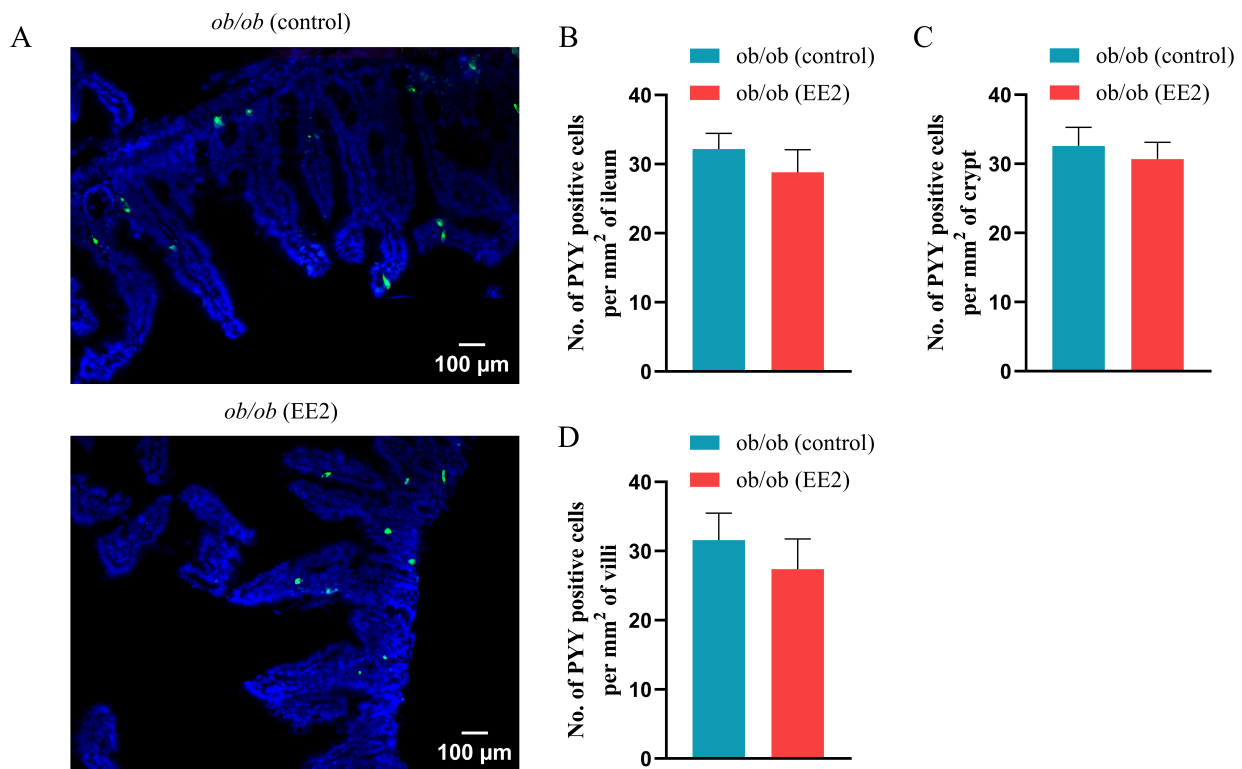 A
ob/ob (control)
100 µm
ob/ob (EE2)
100 µm
B
ob/ob (control)
ob/ob (EE2)
No. of PYY positive cells
per mm² of ileum
40
30
20
10
0
C
ob/ob (control)
ob/ob (EE2)
No. of PYY positive cells
per mm² of crypt
40
30
20
10
0
D
ob/ob (control)
ob/ob (EE2)
No. of PYY positive cells
per mm² of villi
40
30
20
10
0